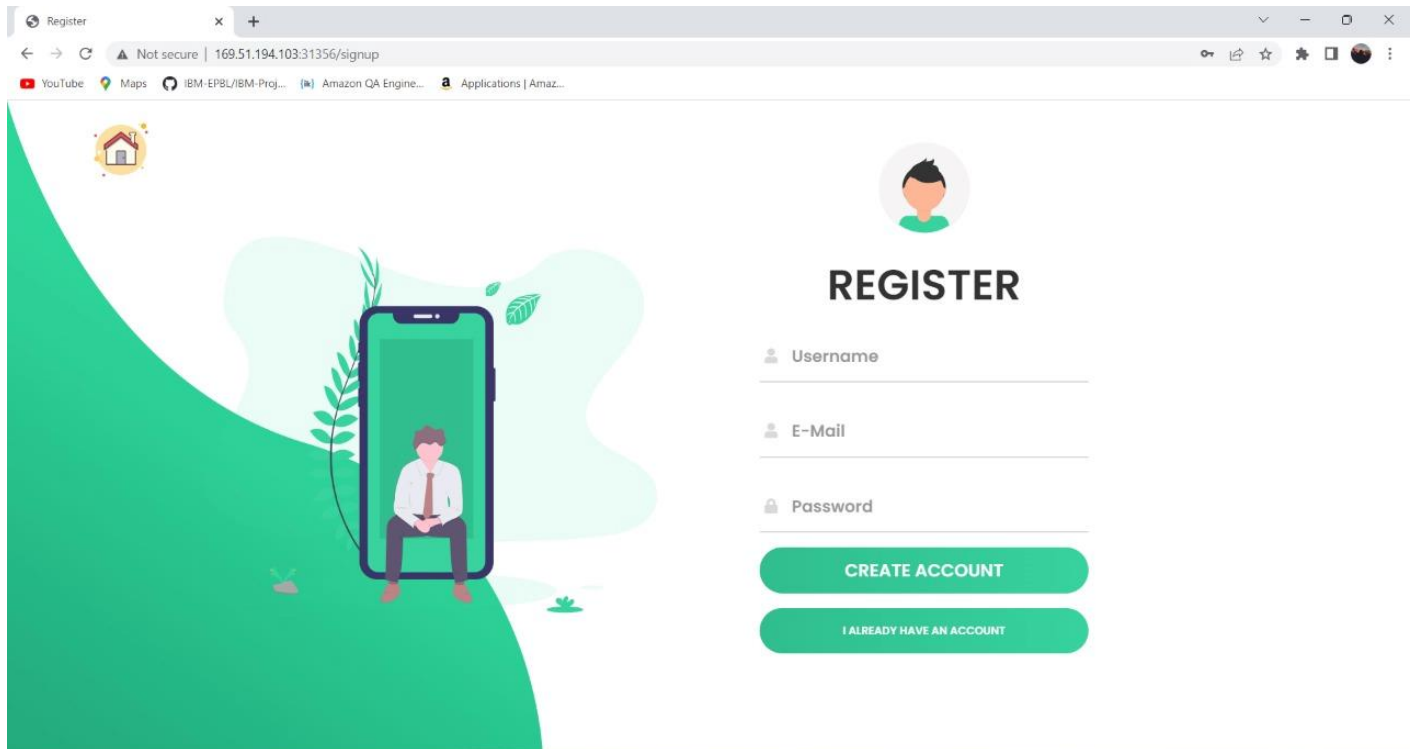 Register
Not secure | 169.51.194.103:31356/signup
YouTube Maps IBM-EPBL/IBM-Proj... Amazon QA Engine... Applications | Amaz...
REGISTER
Username
E-Mail
Password
CREATE ACCOUNT
I ALREADY HAVE AN ACCOUNT